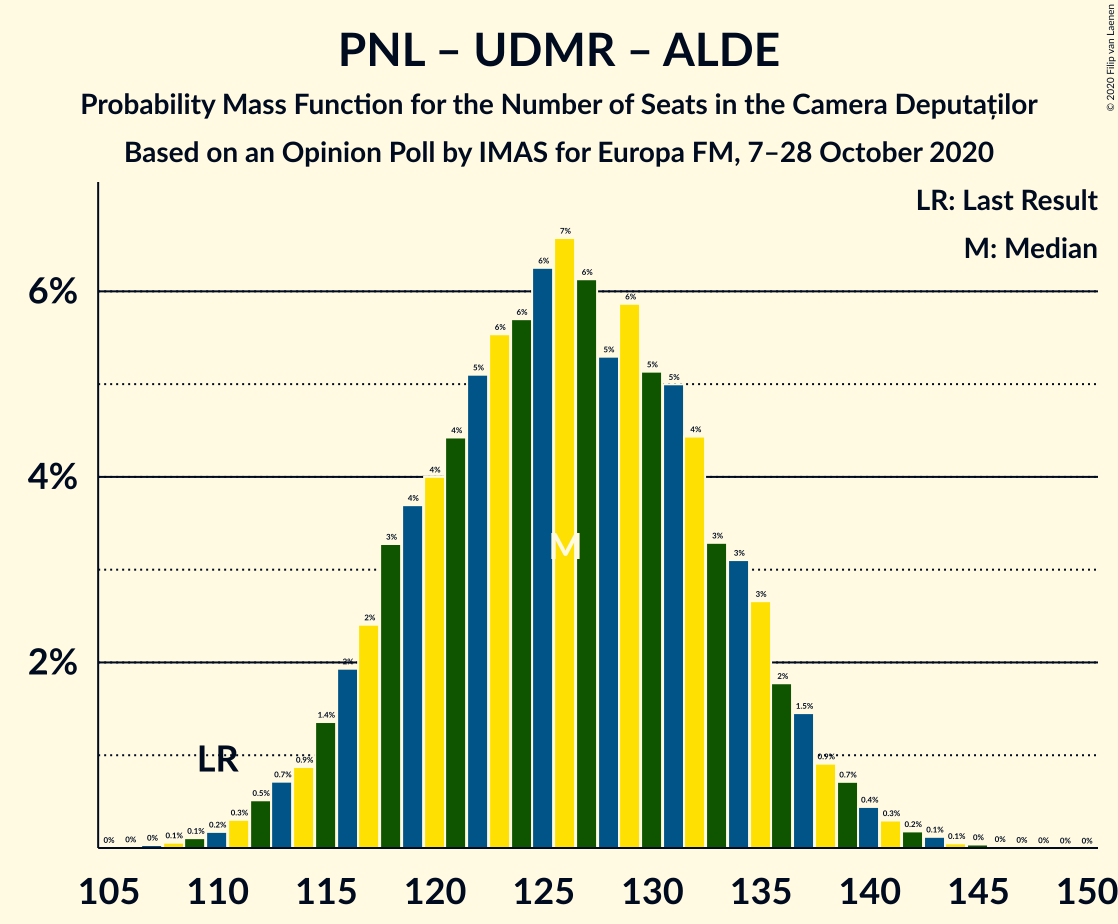 © 2020 Filip van Laenen
PNL – UDMR – ALDE
Probability Mass Function for the Number of Seats in the Camera Deputaților
Based on an Opinion Poll by IMAS for Europa FM, 7–28 October 2020
LR: Last Result
M: Median
6%
4%
2%
0% 0% 0% 0.1% 0.1% 0.2% 0.3% 0.5% 0.7% 0.9% 1.4% 2% 2% 3% 4% 4% 4% 5% 6% 6% 6% 7% 6% 5% 6% 5% 5% 4% 3% 3% 3% 2% 1.5% 0.9% 0.7% 0.4% 0.3% 0.2% 0.1% 0.1% 0% 0% 0% 0% 0% 0%
LR
M
105 110 115 120 125 130 135 140 145 150